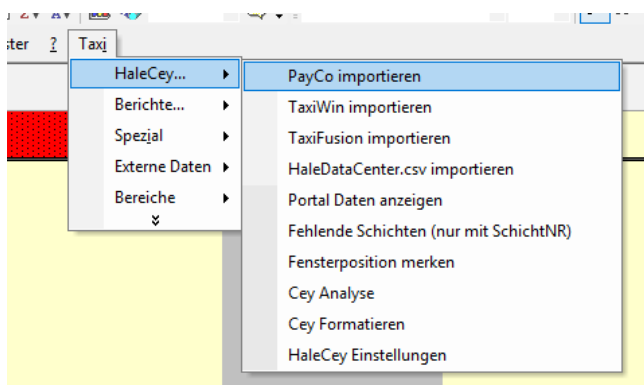 ster ? Taxi
HaleCey...
Berichte...
Spezial
Externe Daten
Bereiche
PayCo importieren
TaxiWin importieren
TaxiFusion importieren
HaleDataCenter.csv importieren
Portal Daten anzeigen
Fehlende Schichten (nur mit SchichtNR)
Fensterposition merken
Cey Analyse
Cey Formatieren
HaleCey Einstellungen